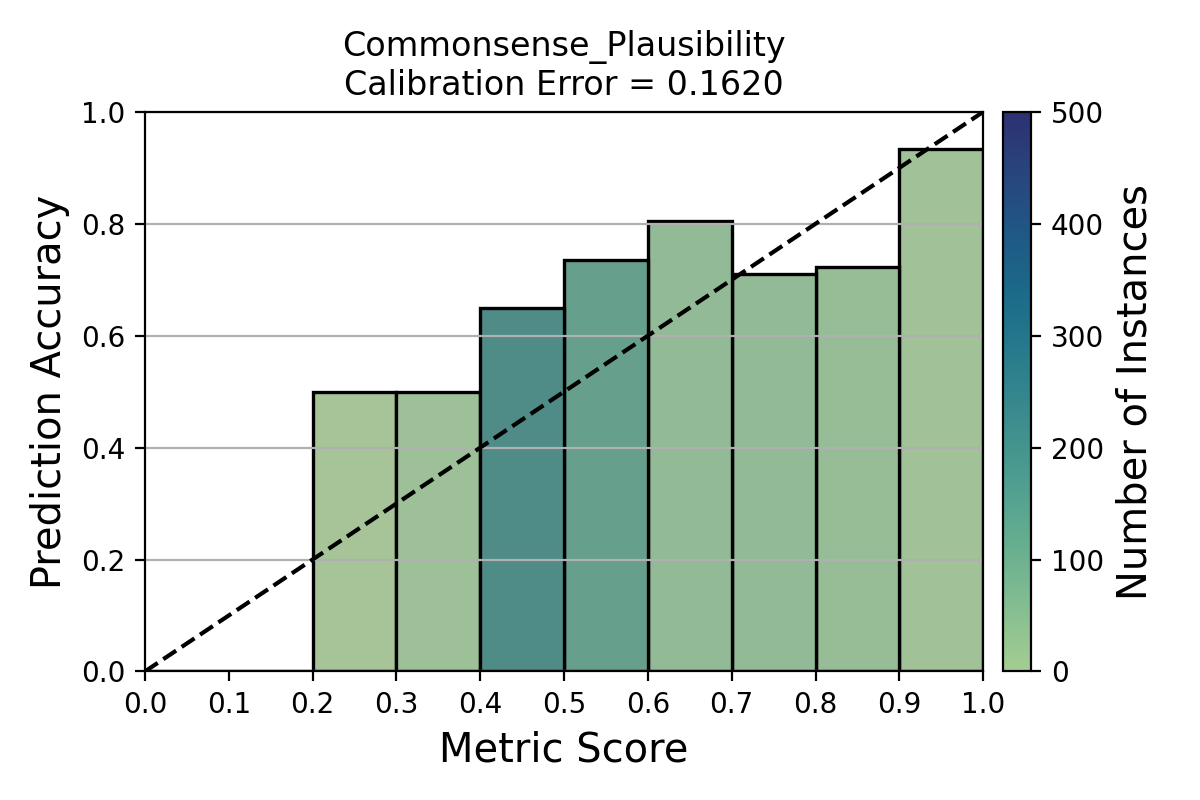 Commonsense_Plausibility
Calibration Error = 0.1620
1.0
0.8
0.6
0.4
0.2
0.0
Prediction Accuracy
0.0 0.1 0.2 0.3 0.4 0.5 0.6 0.7 0.8 0.9 1.0
Metric Score
500
400
300
200
100
0
Number of Instances